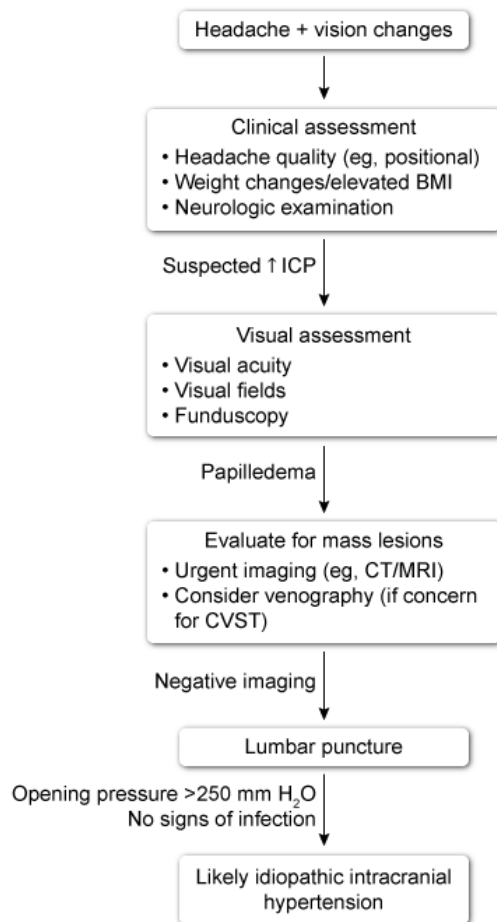 Headache + vision changes
Clinical assessment
• Headache quality (eg, positional)
• Weight changes/elevated BMI
• Neurologic examination
Suspected ↑ ICP
Visual assessment
• Visual acuity
• Visual fields
• Funduscopy
Papilledema
Evaluate for mass lesions
• Urgent imaging (eg, CT/MRI)
• Consider venography (if concern
for CVST)
Negative imaging
Lumbar puncture
Opening pressure >250 mm H₂O
No signs of infection
Likely idiopathic intracranial
hypertension